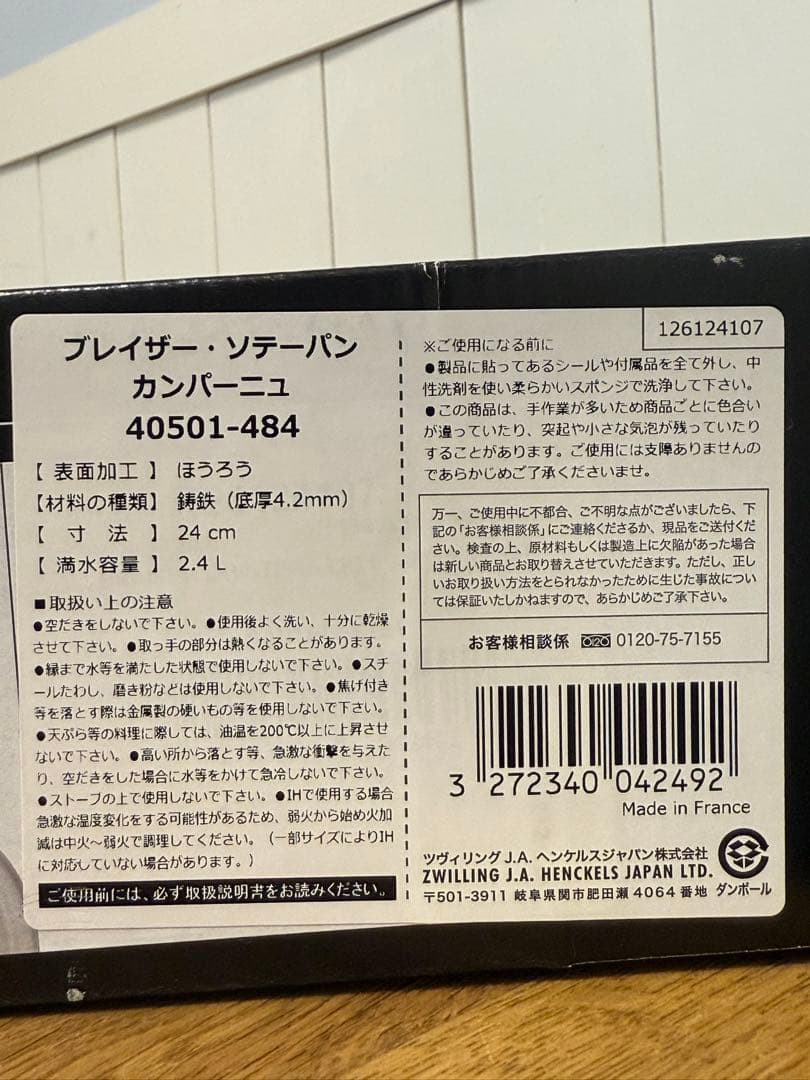 ブレイザー・ソテーパン
カンパーニュ
40501-484
【 表面加工 】 ほうろう
【材料の種類】 鋳鉄（底厚4.2mm）
【 寸 法 】 24 cm
【 満水容量 】 2.4 L
■取扱い上の注意
●空だきをしないで下さい。●使用後よく洗い、十分に乾燥
させて下さい。●取っ手の部分は熱くなることがあります。
●縁まで水等を満たした状態で使用しないで下さい。●スチ
ールたわし、磨き粉などは使用しないで下さい。●焦げ付き
等を落とす際は金属製の硬いもの等を使用しないで下さい。
●天ぷら等の料理に際しては、油温を200℃以上に上昇させ
ないで下さい。●高い所から落とす等、急激な衝撃を与えた
り、空だきをした場合に水等をかけて急冷しないで下さい。
●ストーブの上で使用しないで下さい。●IHで使用する場合
急激な温度変化をする可能性があるため、弱火から始め火加
減は中火～弱火で調理してください。（一部サイズによりIH
に対応していない場合があります。）
ご使用前には、必ず取扱説明書をお読みください。
126124107
※ご使用になる前に
●製品に貼ってあるシールや付属品を全て外し、中
性洗剤を使い柔らかいスポンジで洗浄して下さい。
●この商品は、手作業が多いため商品ごとに色合い
が違っていたり、突起や小さな気泡が残っていたり
することがあります。ご使用には支障ありませんの
であらかじめご了承くださいませ。
万一、ご使用中に不都合、ご不明な点がございましたら、下
記の「お客様相談係」にご連絡くださるか、現品をご送付くださ
い。検査の上、原材料もしくは製造上に欠陥があった場合
は新しい商品とお取り替えさせていただきます。ただし、正し
いお取り扱い方法をとられなかったために生じた事故につい
ては保証いたしかねますので、あらかじめご了承下さい。
お客様相談係 0120-75-7155
3 272340 042492
Made in France
ツヴィリング J.A. ヘンケルスジャパン株式会社
ZWILLING J.A. HENCKELS JAPAN LTD.
〒501-3911 岐阜県関市肥田瀬 4064 番地
ダンボール